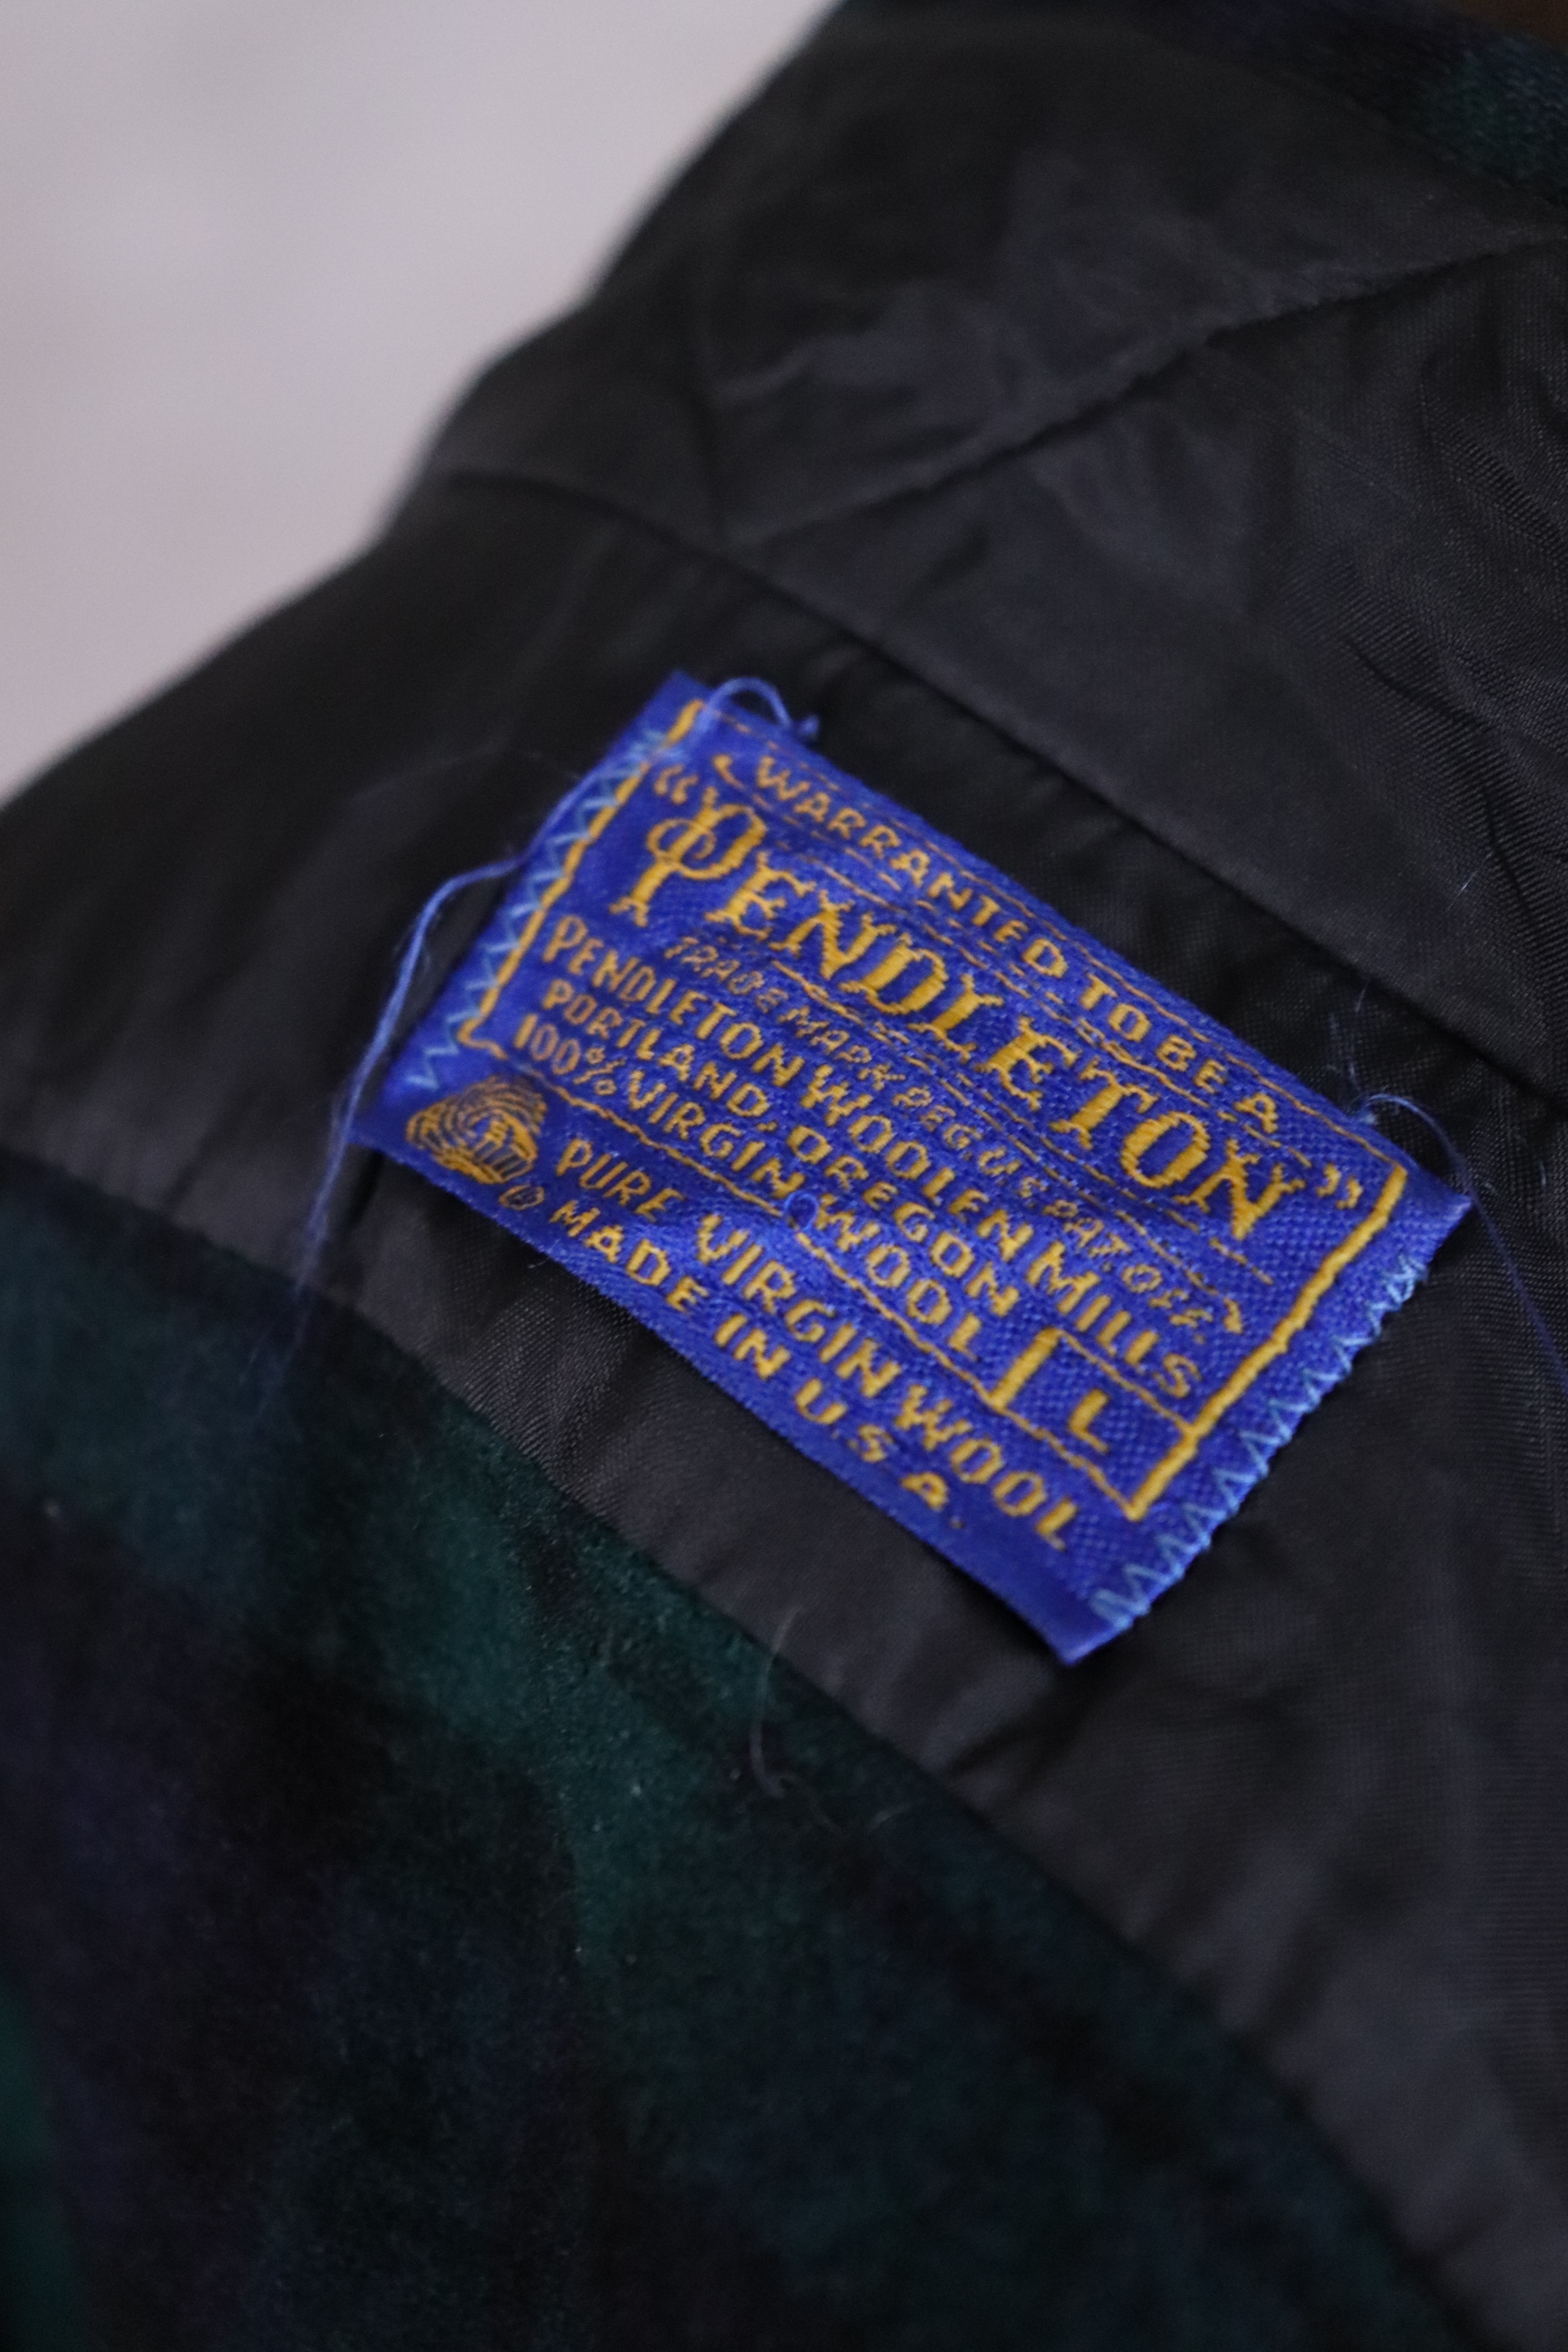 WARRANTED TO BE A
“PENDLETON”
TRADE MARK REG. U.S. PAT. OFF.
PENDLETON WOOLEN MILLS
PORTLAND, OREGON
100% VIRGIN WOOL L
PURE VIRGIN WOOL
MADE IN U.S.A.